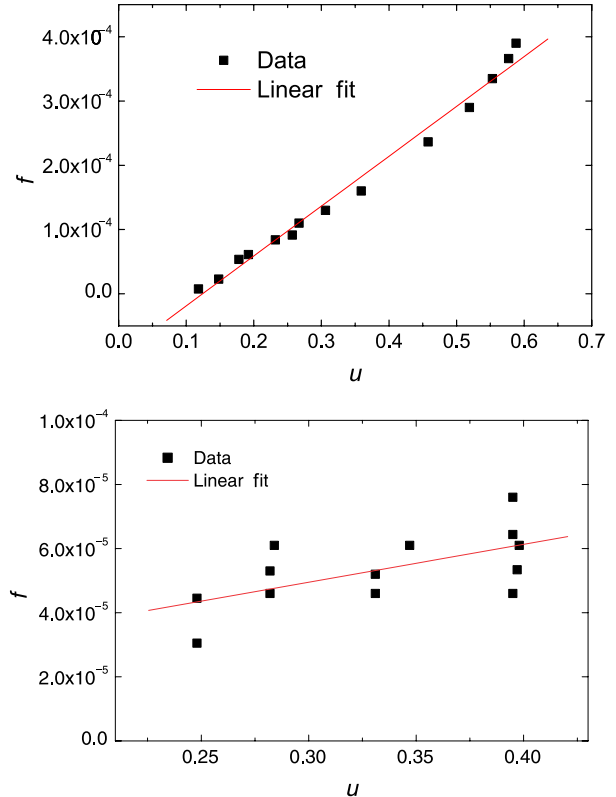 4.0x10⁻⁴
3.0x10⁻⁴
2.0x10⁻⁴
1.0x10⁻⁴
0.0
f
Data
Linear fit
0.0 0.1 0.2 0.3 0.4 0.5 0.6 0.7
u
1.0x10⁻⁴
8.0x10⁻⁵
6.0x10⁻⁵
4.0x10⁻⁵
2.0x10⁻⁵
0.0
f
Data
Linear fit
0.25 0.30 0.35 0.40
u